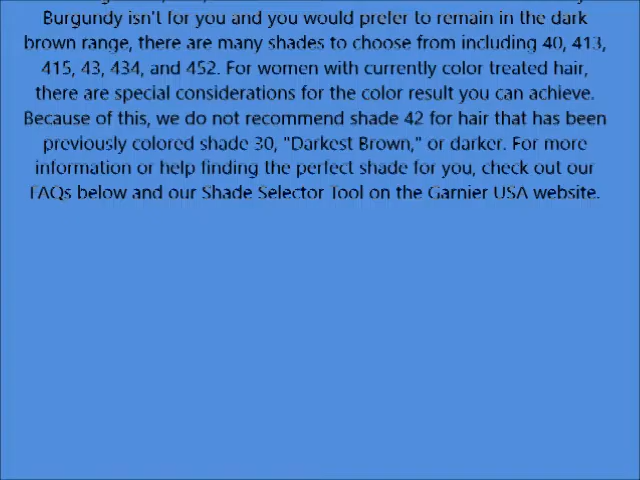 Burgundy isn't for you and you would prefer to remain in the dark
brown range, there are many shades to choose from including 40, 413,
415, 43, 434, and 452. For women with currently color treated hair,
there are special considerations for the color result you can achieve.
Because of this, we do not recommend shade 42 for hair that has been
previously colored shade 30, "Darkest Brown," or darker. For more
information or help finding the perfect shade for you, check out our
FAQs below and our Shade Selector Tool on the Garnier USA website.